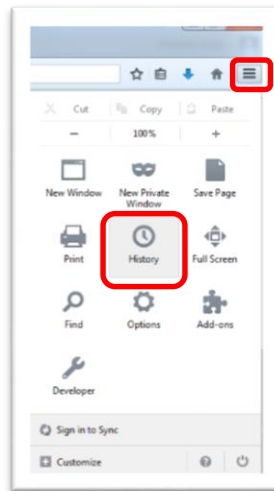 Cut Copy Paste
− 100% +
New Window New Private Window Save Page
Print History Full Screen
Find Options Add-ons
Developer
Sign in to Sync
Customize